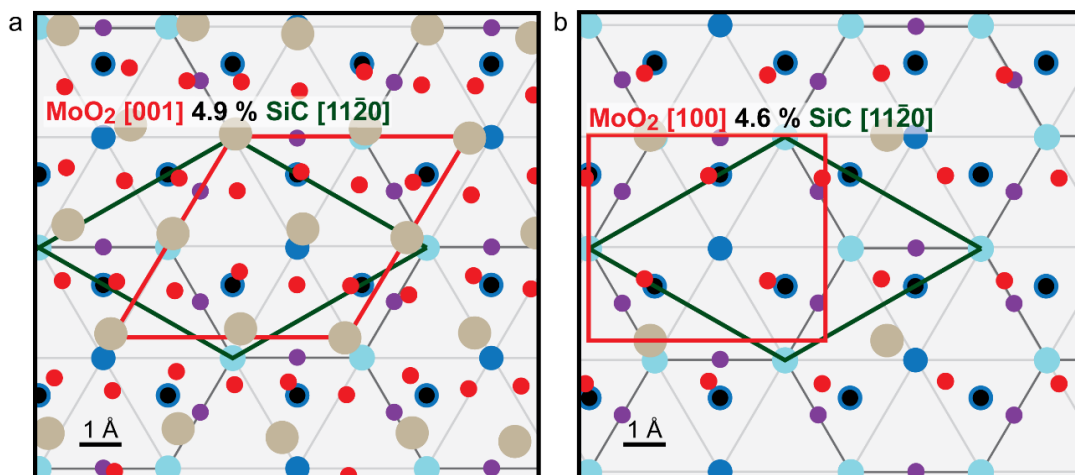 a
b
MoO₂ [001] 4.9 % SiC [112̄0]
MoO₂ [100] 4.6 % SiC [112̄0]
1 Å
1 Å